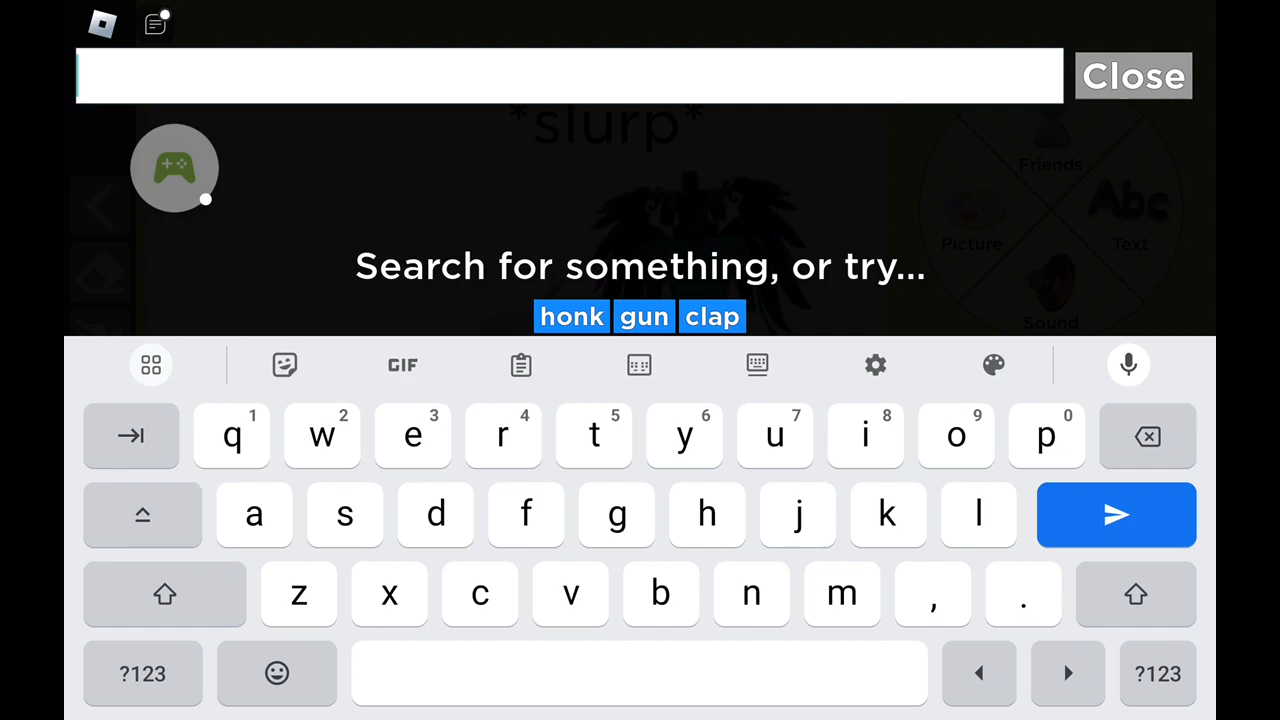 Close
*slurp*
Friends
Picture
Abc
Text
Sound
Search for something, or try...
honk gun clap
GIF
q 1 w 2 e 3 r 4 t 5 y 6 u 7 i 8 o 9 p 0
a s d f g h j k l
z x c v b n m , .
?123 ?123